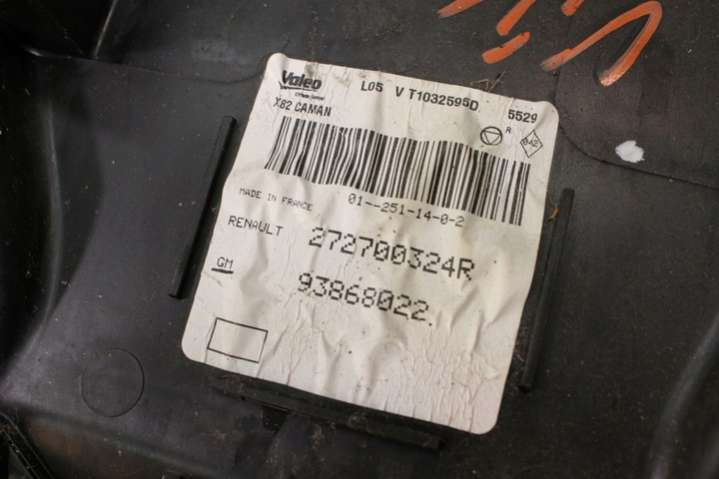 Valeo L05 V T1032595D 5529
X82 CAMAN R
01--251-14-0-2
MADE IN FRANCE
RENAULT 272700324R
GM 93868022